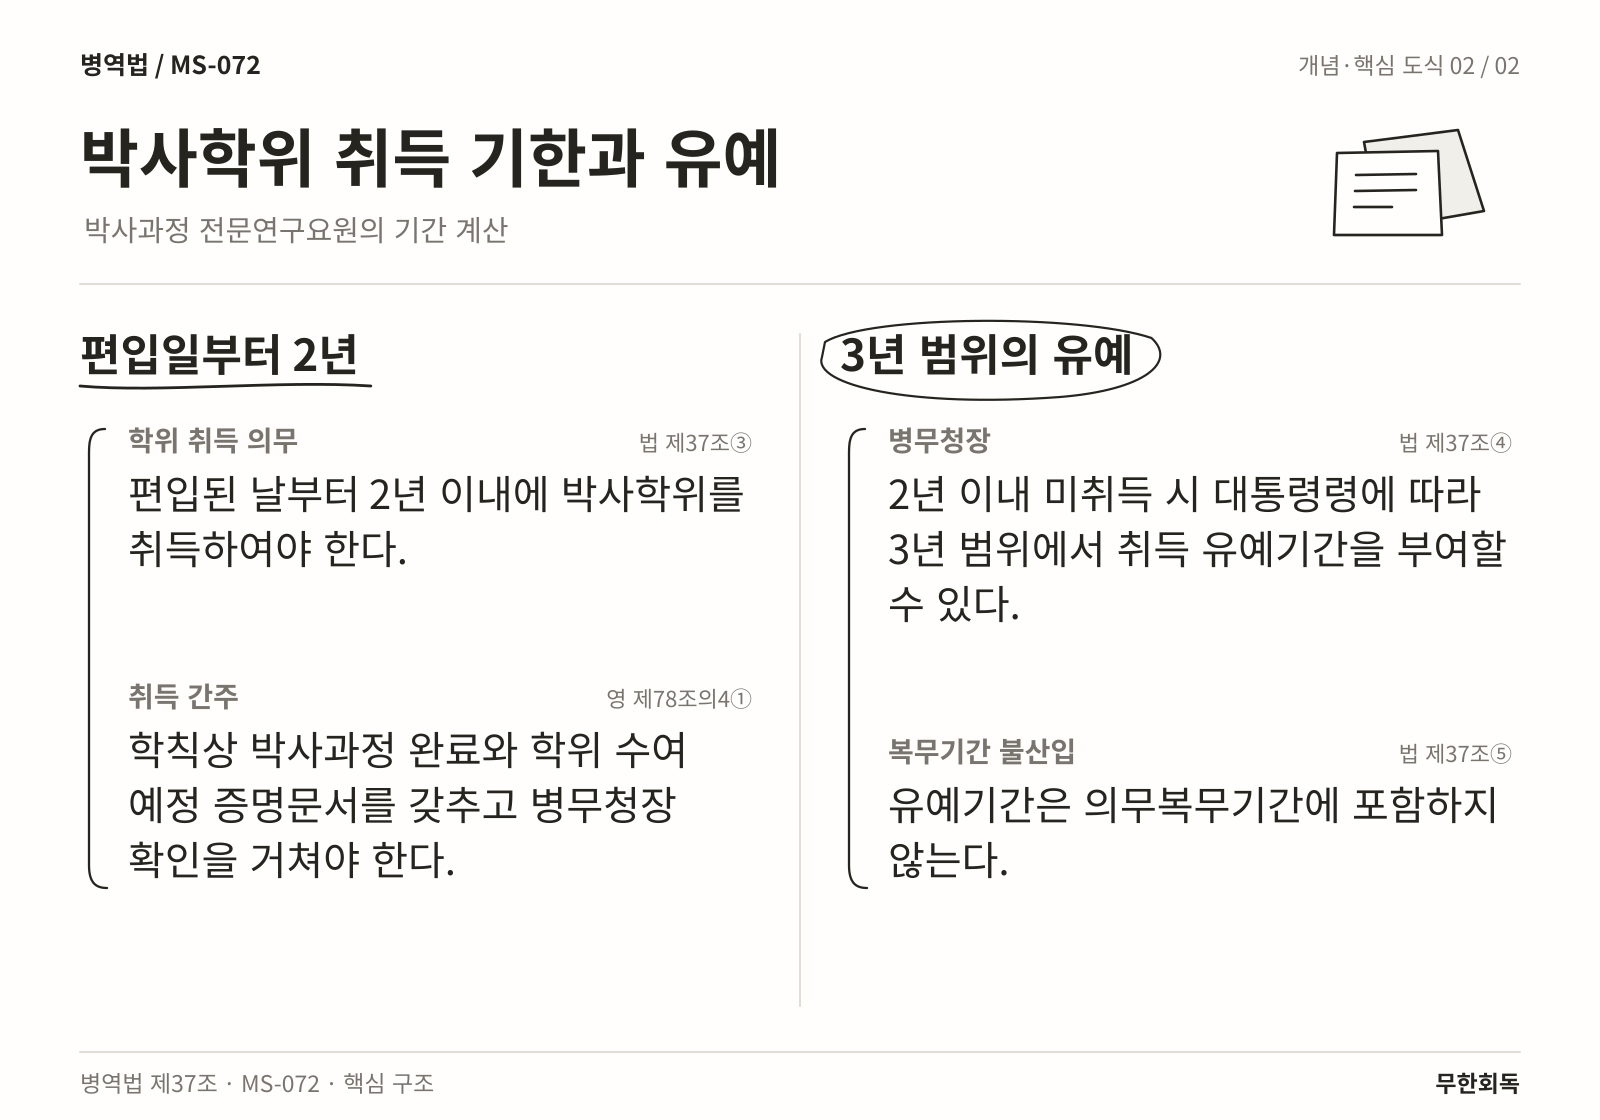 병역법 / MS-072
개념·핵심 도식 02 / 02
박사학위 취득 기한과 유예
박사과정 전문연구요원의 기간 계산
편입일부터 2년
학위 취득 의무
법 제37조③
편입된 날부터 2년 이내에 박사학위를
취득하여야 한다.
취득 간주
영 제78조의4①
학칙상 박사과정 완료와 학위 수여
예정 증명문서를 갖추고 병무청장
확인을 거쳐야 한다.
3년 범위의 유예
병무청장
법 제37조④
2년 이내 미취득 시 대통령령에 따라
3년 범위에서 취득 유예기간을 부여할
수 있다.
복무기간 불산입
법 제37조⑤
유예기간은 의무복무기간에 포함하지
않는다.
병역법 제37조 · MS-072 · 핵심 구조
무한회독